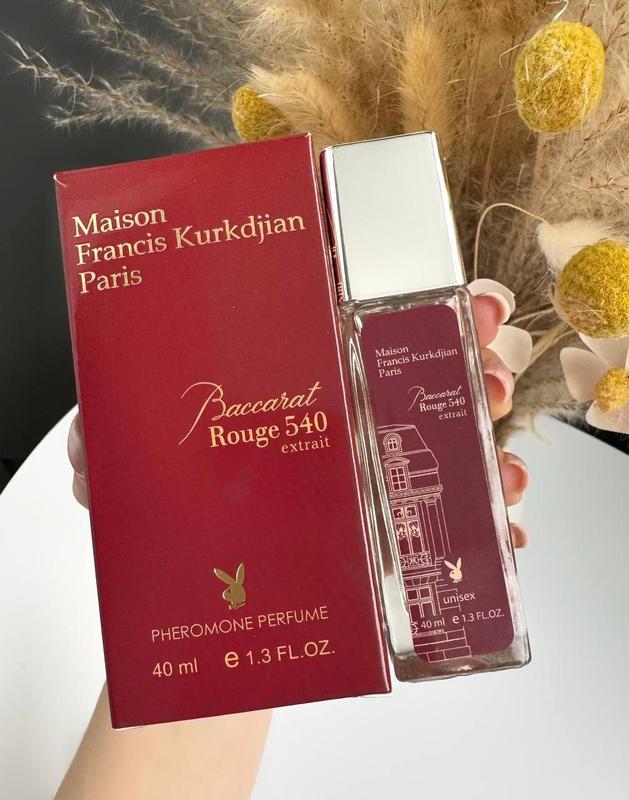 Maison
Francis Kurkdjian
Paris
Baccarat
Rouge 540
extrait
PHEROMONE PERFUME
40 ml e 1.3 FL.OZ.
Maison
Francis Kurkdjian
Paris
Baccarat
Rouge 540
extrait
unisex
40 ml e 1.3 FL.OZ.